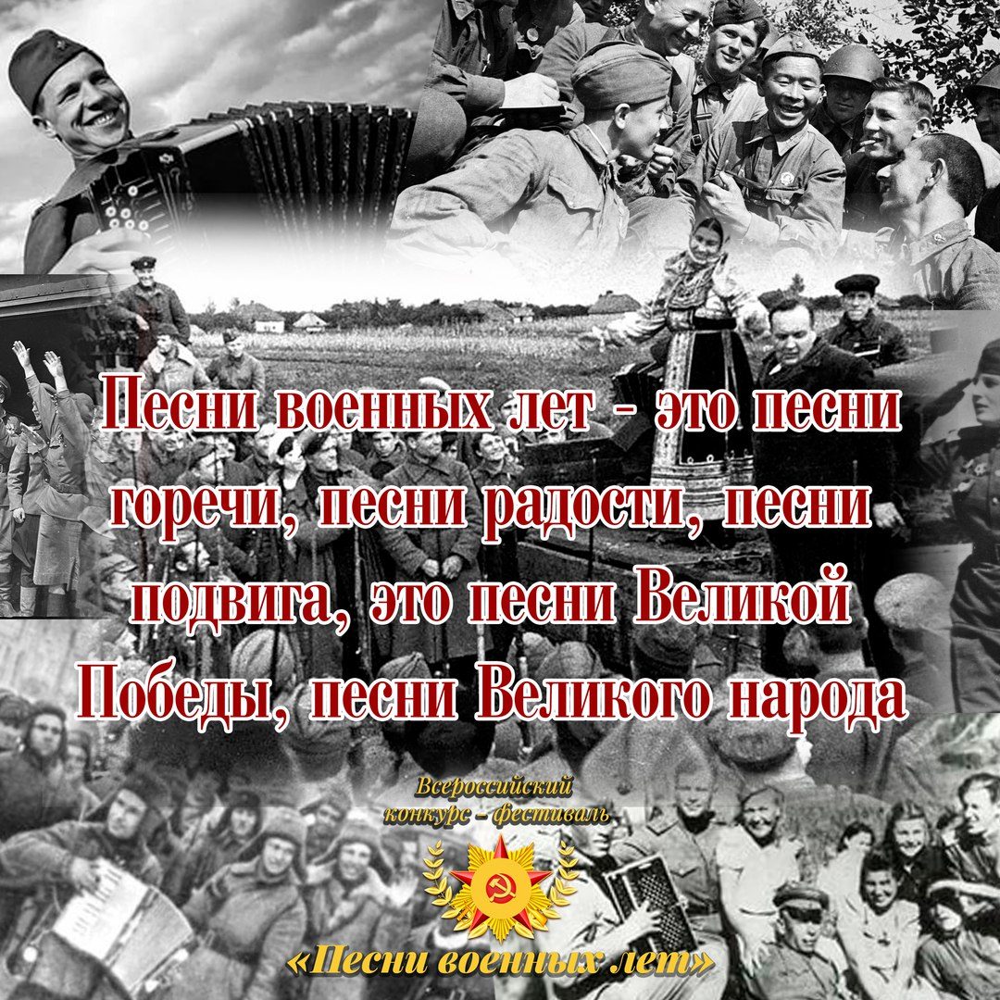 Песни военных лет - это песни
горечи, песни радости, песни
подвига, это песни Великой
Победы, песни Великого народа
Всероссийский
конкурс - фестиваль
«Песни военных лет»